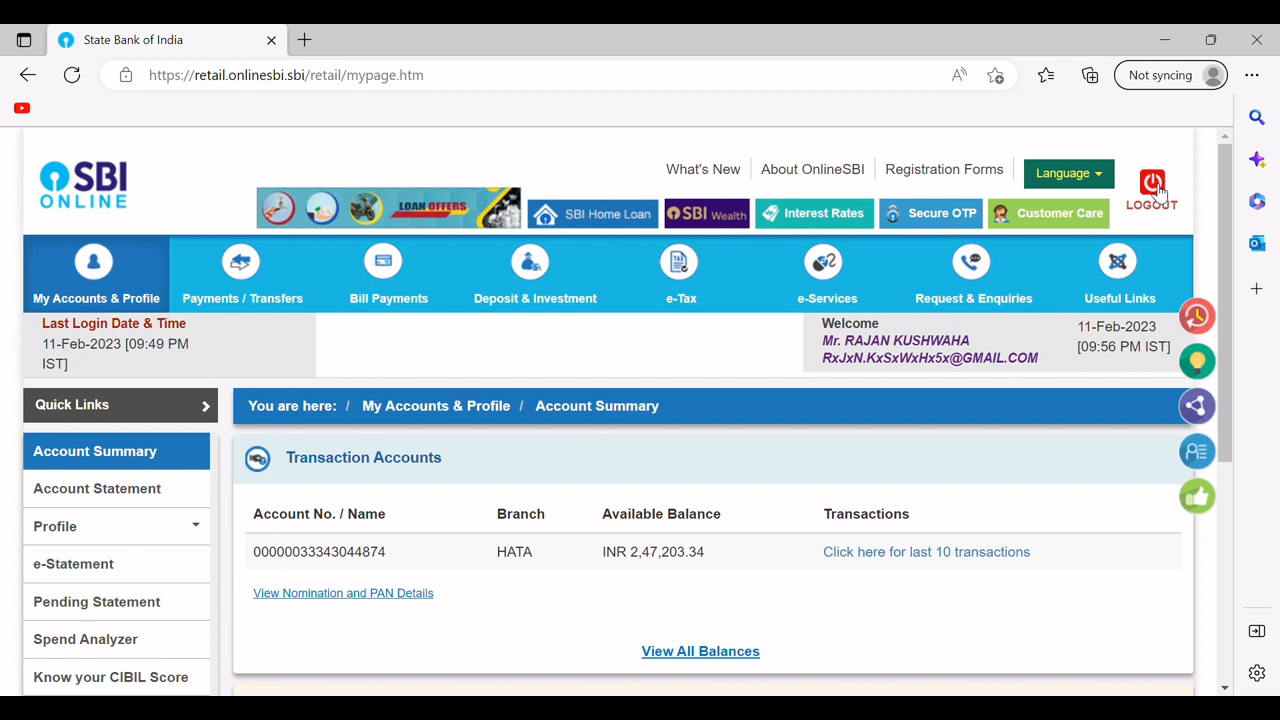 State Bank of India
https://retail.onlinesbi.sbi/retail/mypage.htm
Not syncing
SBI
ONLINE
What's New
About OnlineSBI
Registration Forms
Language
LOGOUT
LOAN OFFERS
SBI Home Loan
SBI Wealth
Interest Rates
Secure OTP
Customer Care
My Accounts & Profile
Payments / Transfers
Bill Payments
Deposit & Investment
e-Tax
e-Services
Request & Enquiries
Useful Links
Last Login Date & Time
11-Feb-2023 [09:49 PM
IST]
Welcome
Mr. RAJAN KUSHWAHA
RxJxN.KxSxWxHx5x@GMAIL.COM
11-Feb-2023
[09:56 PM IST]
Quick Links
You are here: / My Accounts & Profile / Account Summary
Account Summary
Account Statement
Profile
e-Statement
Pending Statement
Spend Analyzer
Know your CIBIL Score
Transaction Accounts
Account No. / Name Branch Available Balance Transactions
00000033343044874 HATA INR 2,47,203.34 Click here for last 10 transactions
View Nomination and PAN Details
View All Balances